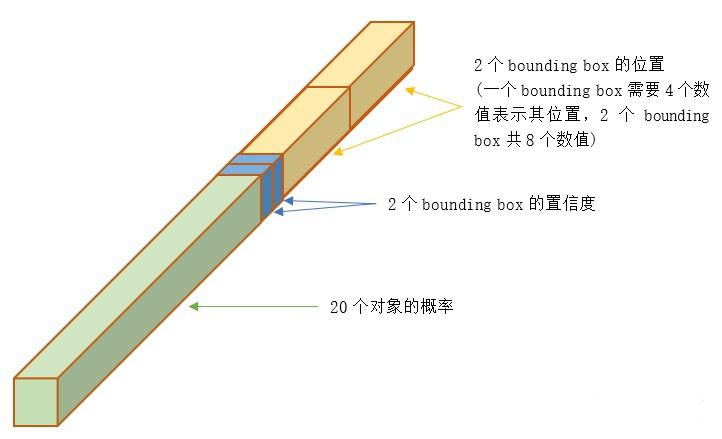 2 个 bounding box 的位置
(一个 bounding box 需要 4 个数
值表示其位置，2 个 bounding
box 共 8 个数值)
2 个 bounding box 的置信度
20 个对象的概率